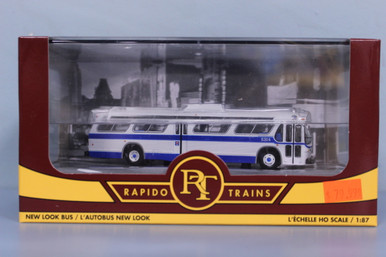 RAPIDO RT TRAINS
NEW LOOK BUS / L'AUTOBUS NEW LOOK
L'ÉCHELLE HO SCALE / 1:87